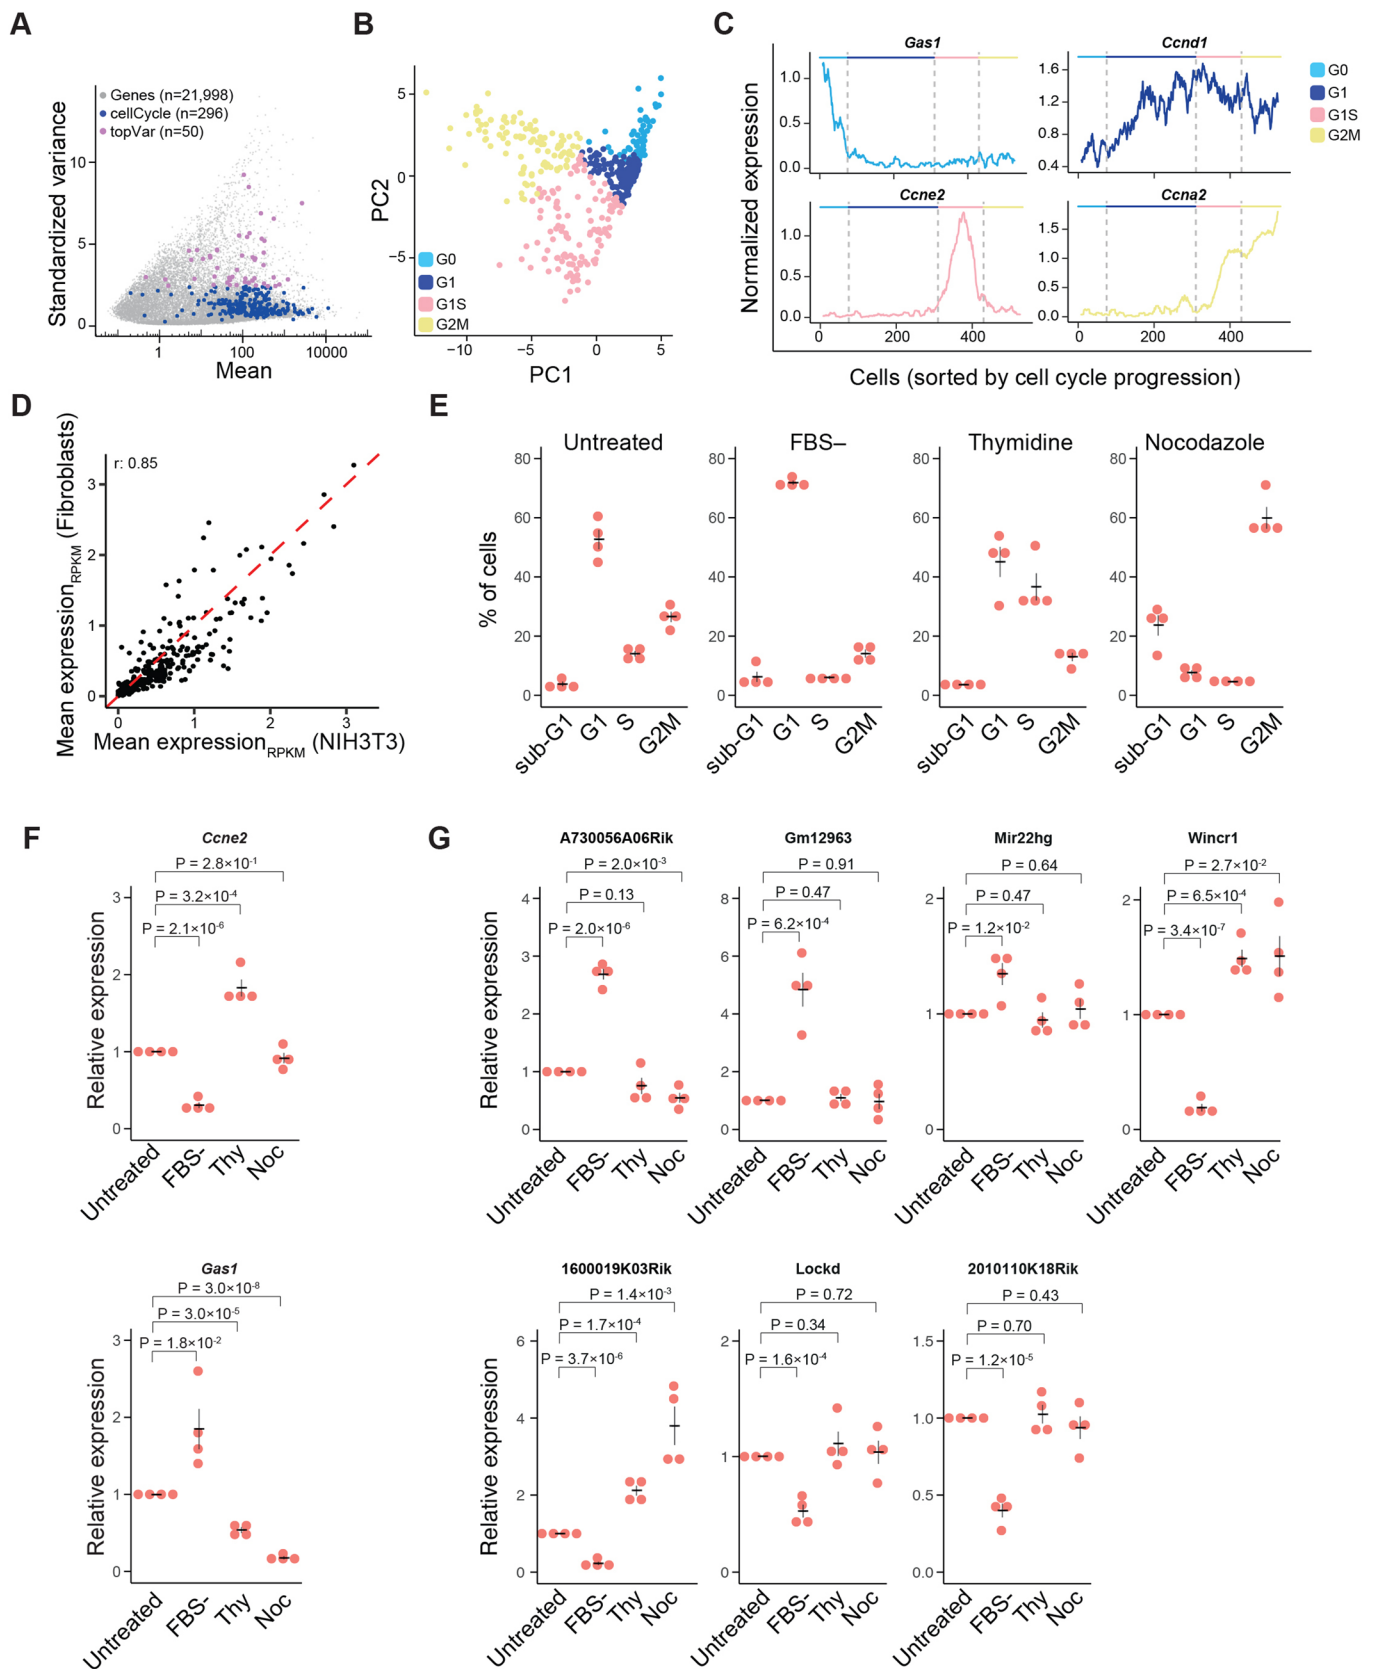 A
Genes (n=21,998)
cellCycle (n=296)
topVar (n=50)
Standardized variance
10
5
0
1
100
10000
Mean
B
PC2
5
0
−5
G0
G1
G1S
G2M
−10
−5
0
5
PC1
C
Normalized expression
Gas1
1.0
0.5
0.0
Ccnd1
1.6
1.2
0.8
0.4
G0
G1
G1S
G2M
Ccne2
1.0
0.5
0.0
0
200
400
Ccna2
1.5
1.0
0.5
0.0
0
200
400
Cells (sorted by cell cycle progression)
D
Mean expressionRPKM (Fibroblasts)
r: 0.85
3
2
1
0
0
1
2
3
Mean expressionRPKM (NIH3T3)
E
% of cells
Untreated
80
60
40
20
0
sub-G1
G1
S
G2M
FBS–
80
60
40
20
0
sub-G1
G1
S
G2M
Thymidine
80
60
40
20
0
sub-G1
G1
S
G2M
Nocodazole
80
60
40
20
0
sub-G1
G1
S
G2M
F
Ccne2
P = 2.8×10-1
P = 3.2×10-4
P = 2.1×10-6
Relative expression
3
2
1
0
Untreated
FBS-
Thy
Noc
Gas1
P = 3.0×10-8
P = 3.0×10-5
P = 1.8×10-2
Relative expression
3
2
1
0
Untreated
FBS-
Thy
Noc
G
A730056A06Rik
P = 2.0×10-3
P = 0.13
P = 2.0×10-6
Relative expression
4
3
2
1
0
Untreated
FBS-
Thy
Noc
Gm12963
P = 0.91
P = 0.47
P = 6.2×10-4
8
6
4
2
0
Untreated
FBS-
Thy
Noc
Mir22hg
P = 0.64
P = 0.47
P = 1.2×10-2
2
1
0
Untreated
FBS-
Thy
Noc
Wincr1
P = 2.7×10-2
P = 6.5×10-4
P = 3.4×10-7
2
1
0
Untreated
FBS-
Thy
Noc
1600019K03Rik
P = 1.4×10-3
P = 1.7×10-4
P = 3.7×10-6
Relative expression
6
4
2
0
Untreated
FBS-
Thy
Noc
Lockd
P = 0.72
P = 0.34
P = 1.6×10-4
2
1
0
Untreated
FBS-
Thy
Noc
2010110K18Rik
P = 0.43
P = 0.70
P = 1.2×10-5
1.5
1.0
0.5
0.0
Untreated
FBS-
Thy
Noc